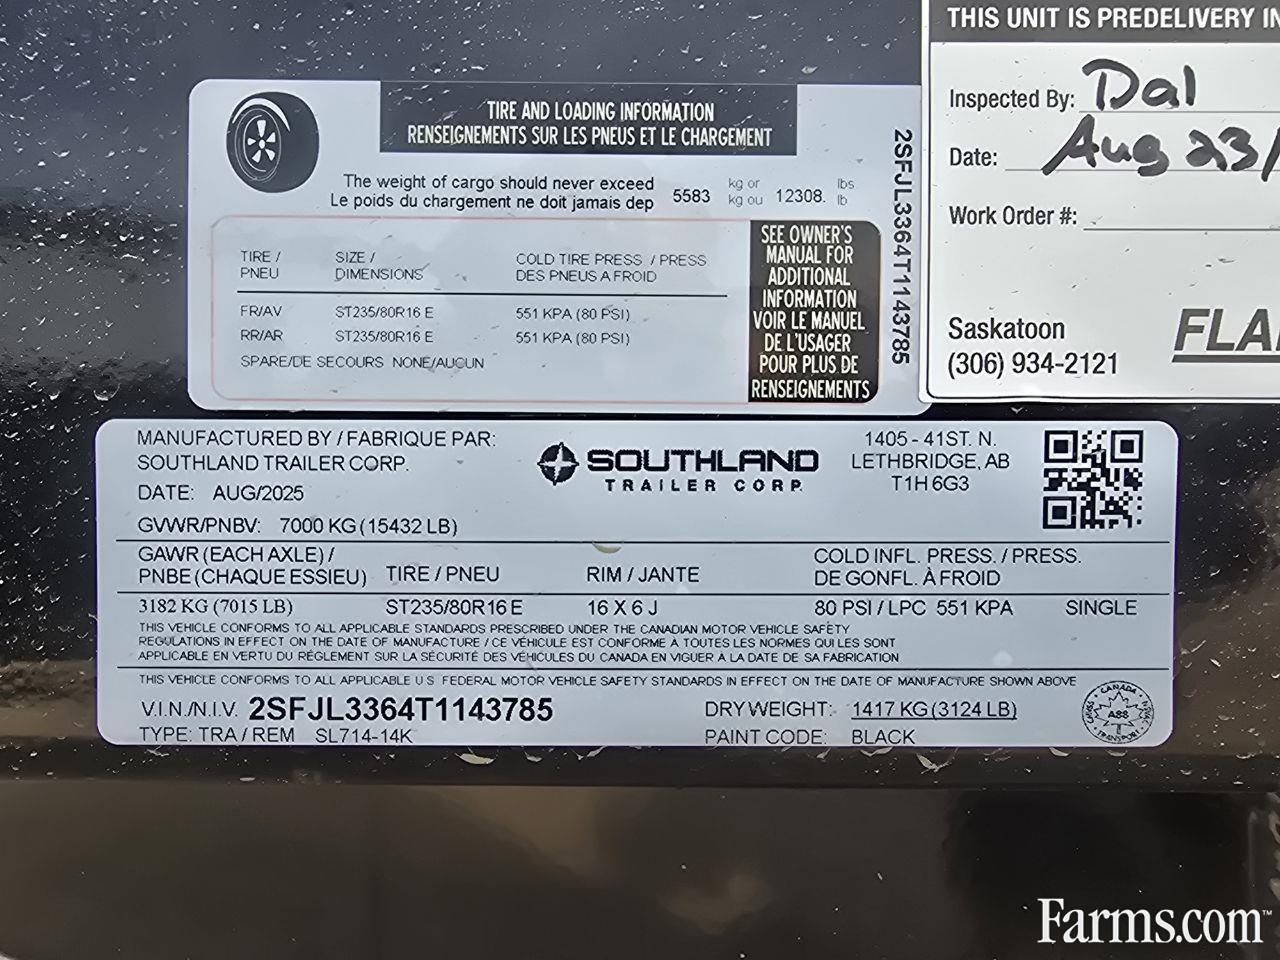 THIS UNIT IS PREDELIVERY
Inspected By: Dal
Date: Aug 23/
Work Order #:
Saskatoon
(306) 934-2121
TIRE AND LOADING INFORMATION
RENSEIGNEMENTS SUR LES PNEUS ET LE CHARGEMENT
The weight of cargo should never exceed
Le poids du chargement ne doit jamais dep
5583 kg or 12308. lbs
kg ou lb
TIRE / SIZE / COLD TIRE PRESS. / PRESS
PNEU DIMENSIONS DES PNEUS A FROID
FR/AV ST235/80R16 E 551 KPA (80 PSI)
RR/AR ST235/80R16 E 551 KPA (80 PSI)
SPARE/DE SECOURS NONE/AUCUN
SEE OWNER'S
MANUAL FOR
ADDITIONAL
INFORMATION
VOIR LE MANUEL
DE L'USAGER
POUR PLUS DE
RENSEIGNEMENTS
2SFJL3364T1143785
MANUFACTURED BY / FABRIQUE PAR:
SOUTHLAND TRAILER CORP.
DATE: AUG/2025
GVWR/PNBV: 7000 KG (15432 LB)
SOUTHLAND
TRAILER CORP.
1405 - 41ST. N.
LETHBRIDGE, AB
T1H 6G3
GAWR (EACH AXLE) / COLD INFL. PRESS. / PRESS.
PNBE (CHAQUE ESSIEU) TIRE / PNEU RIM / JANTE DE GONFL. À FROID
3182 KG (7015 LB) ST235/80R16 E 16 X 6 J 80 PSI / LPC 551 KPA SINGLE
THIS VEHICLE CONFORMS TO ALL APPLICABLE STANDARDS PRESCRIBED UNDER THE CANADIAN MOTOR VEHICLE SAFETY
REGULATIONS IN EFFECT ON THE DATE OF MANUFACTURE / CE VÉHICULE EST CONFORME A TOUTES LES NORMES QUI LES SONT
APPLICABLE EN VERTU DU RÉGLEMENT SUR LA SÉCURITÉ DES VÉHICULES DU CANADA EN VIGUER À LA DATE DE SA FABRICATION
THIS VEHICLE CONFORMS TO ALL APPLICABLE U.S. FEDERAL MOTOR VEHICLE SAFETY STANDARDS IN EFFECT ON THE DATE OF MANUFACTURE SHOWN ABOVE
V.I.N./N.I.V. 2SFJL3364T1143785 DRY WEIGHT: 1417 KG (3124 LB)
TYPE: TRA / REM SL714-14K PAINT CODE: BLACK
CANADA
TRANSPORT
Farms.com™